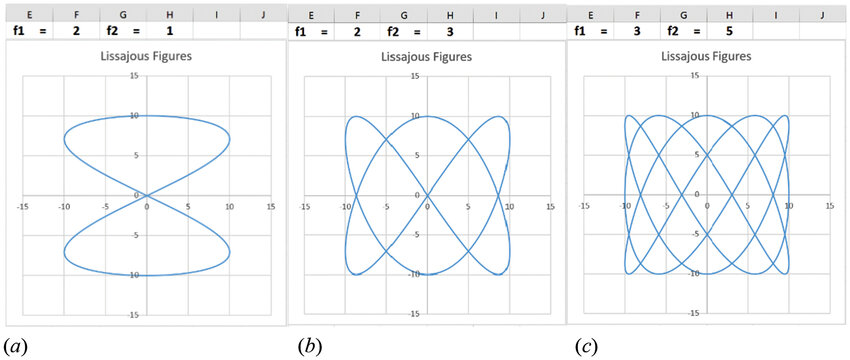 E F G H I J
f1 = 2 f2 = 1
Lissajous Figures
15
10
5
0
-15 -10 -5 0 5 10 15
-5
-10
-15
(a)
E F G H I J
f1 = 2 f2 = 3
Lissajous Figures
15
10
5
0
-15 -10 -5 0 5 10 15
-5
-10
-15
(b)
E F G H I J
f1 = 3 f2 = 5
Lissajous Figures
15
10
5
0
-15 -10 -5 0 5 10 15
-5
-10
-15
(c)